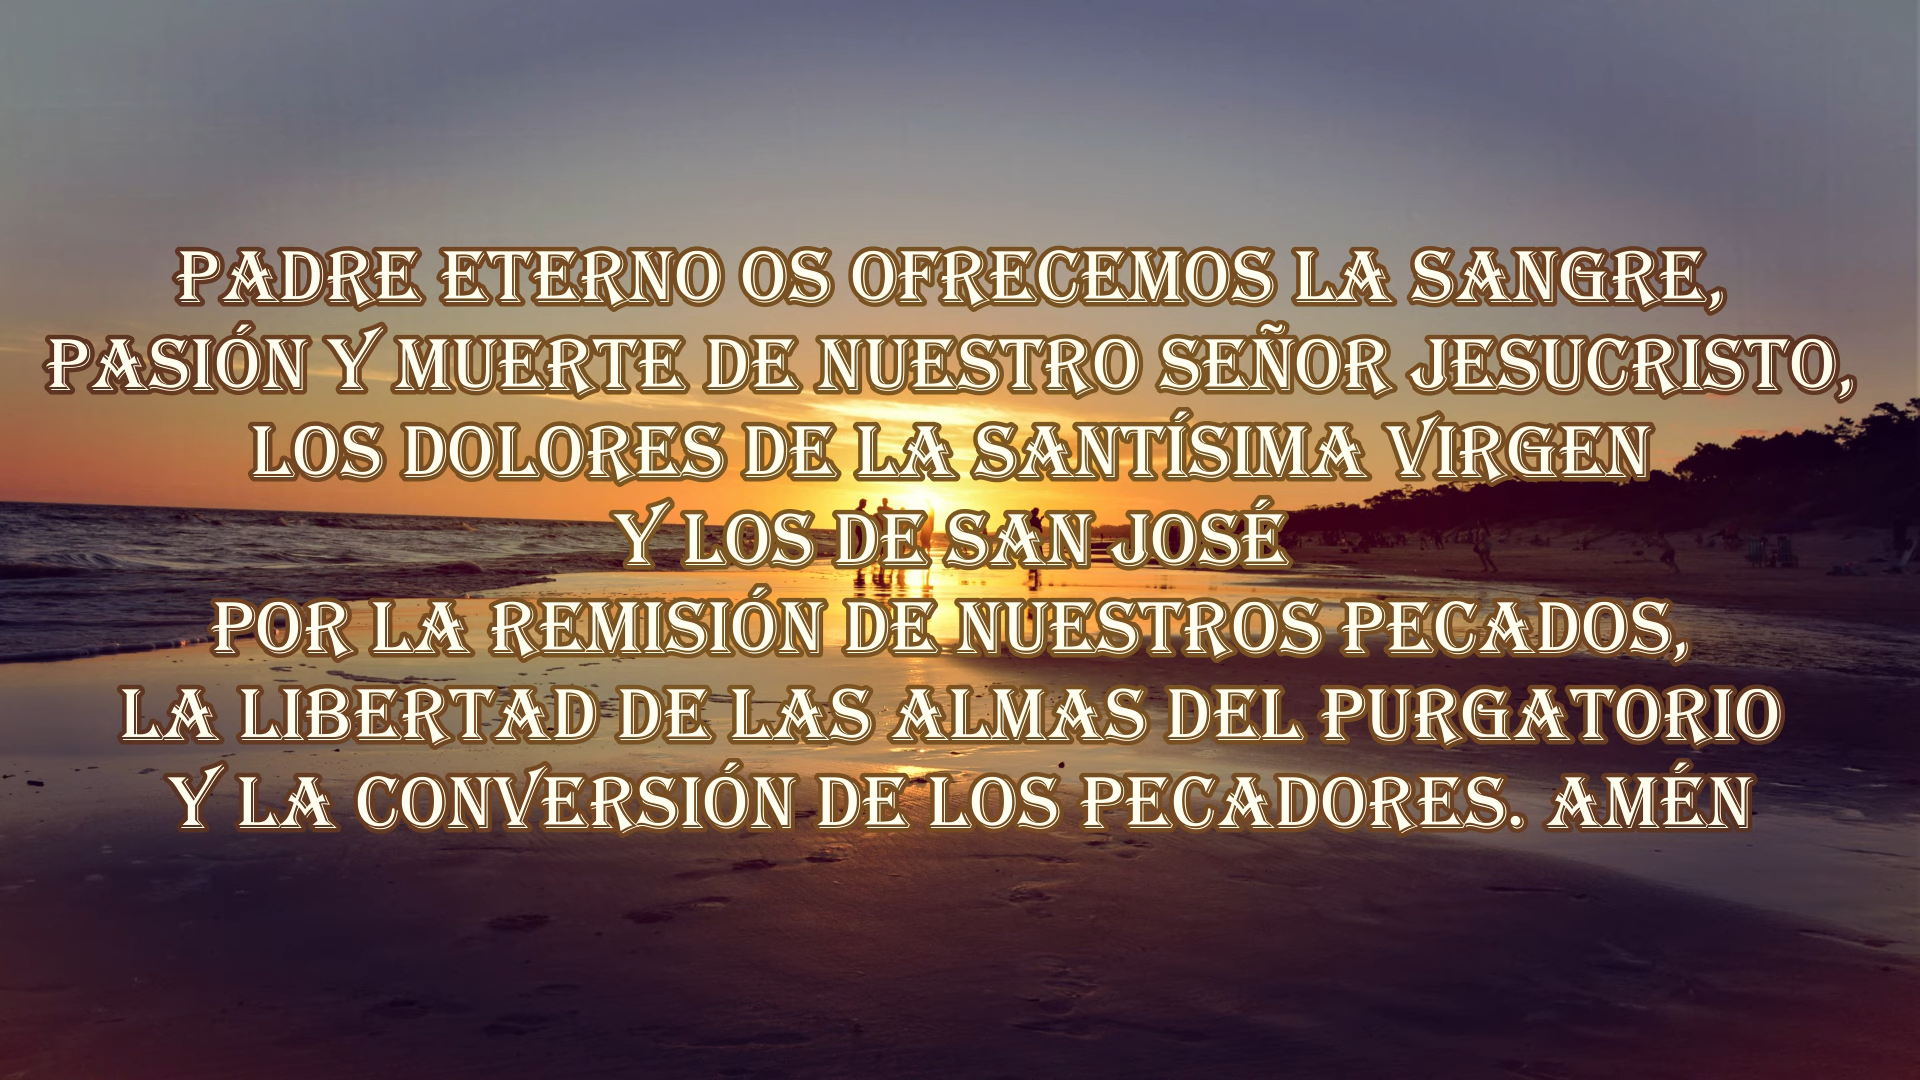 PADRE ETERNO OS OFRECEMOS LA SANGRE,
PASIÓN Y MUERTE DE NUESTRO SEÑOR JESUCRISTO,
LOS DOLORES DE LA SANTÍSIMA VIRGEN
Y LOS DE SAN JOSÉ
POR LA REMISIÓN DE NUESTROS PECADOS,
LA LIBERTAD DE LAS ALMAS DEL PURGATORIO
Y LA CONVERSIÓN DE LOS PECADORES. AMÉN